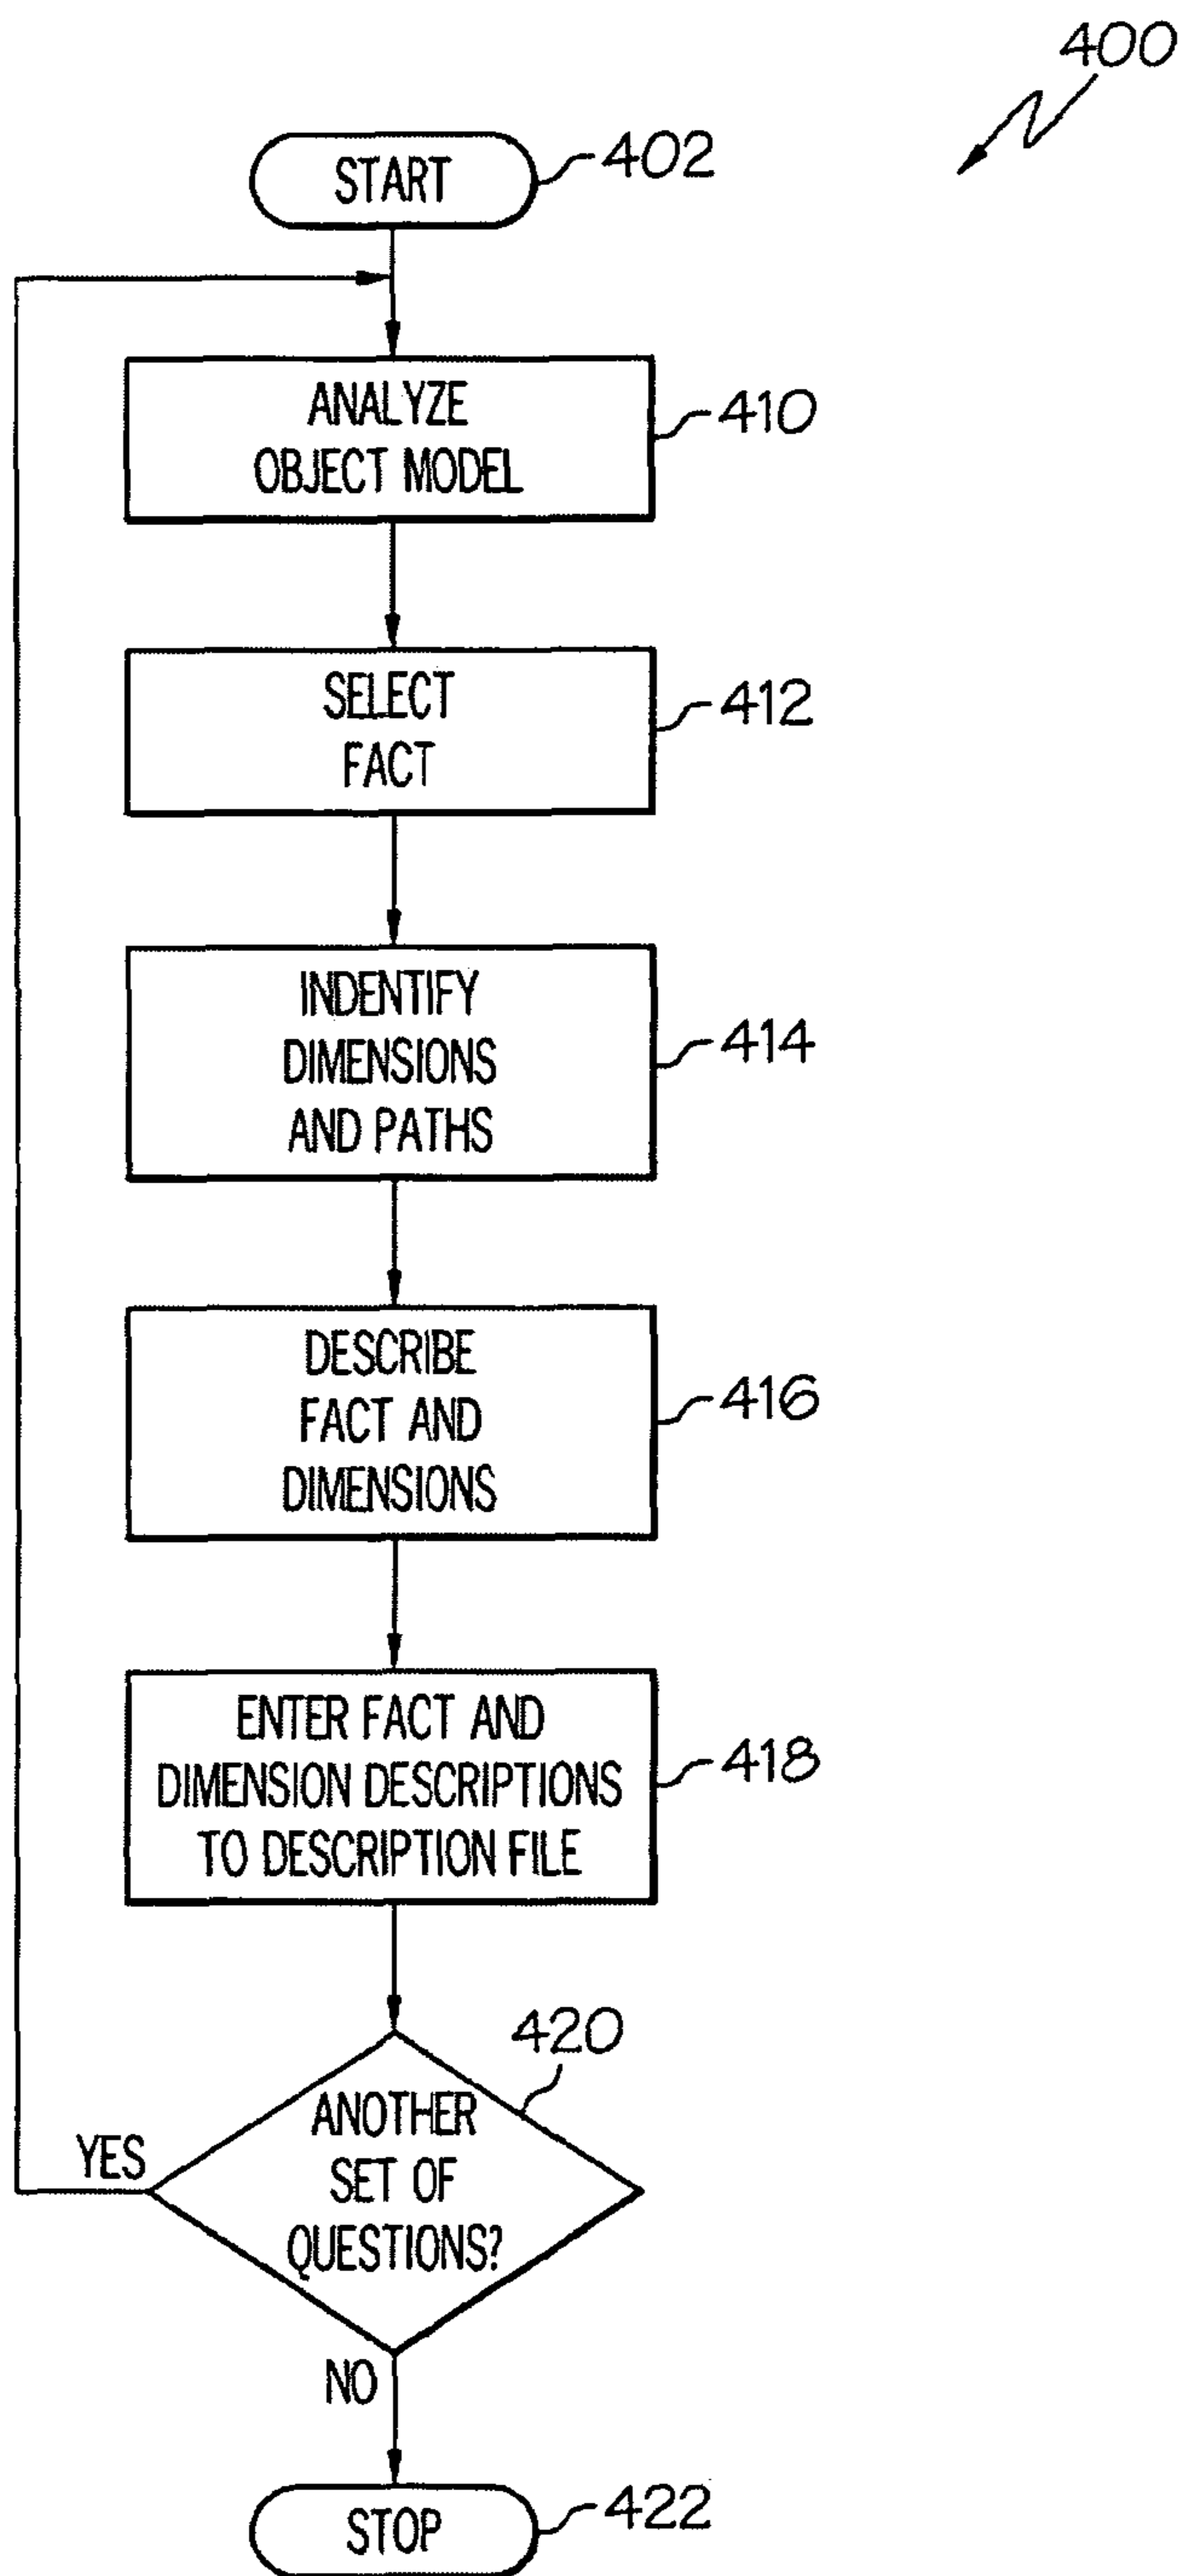 400
START
402
ANALYZE
OBJECT MODEL
410
SELECT
FACT
412
INDENTIFY
DIMENSIONS
AND PATHS
414
DESCRIBE
FACT AND
DIMENSIONS
416
ENTER FACT AND
DIMENSION DESCRIPTIONS
TO DESCRIPTION FILE
418
420
ANOTHER
SET OF
QUESTIONS?
YES
NO
STOP
422